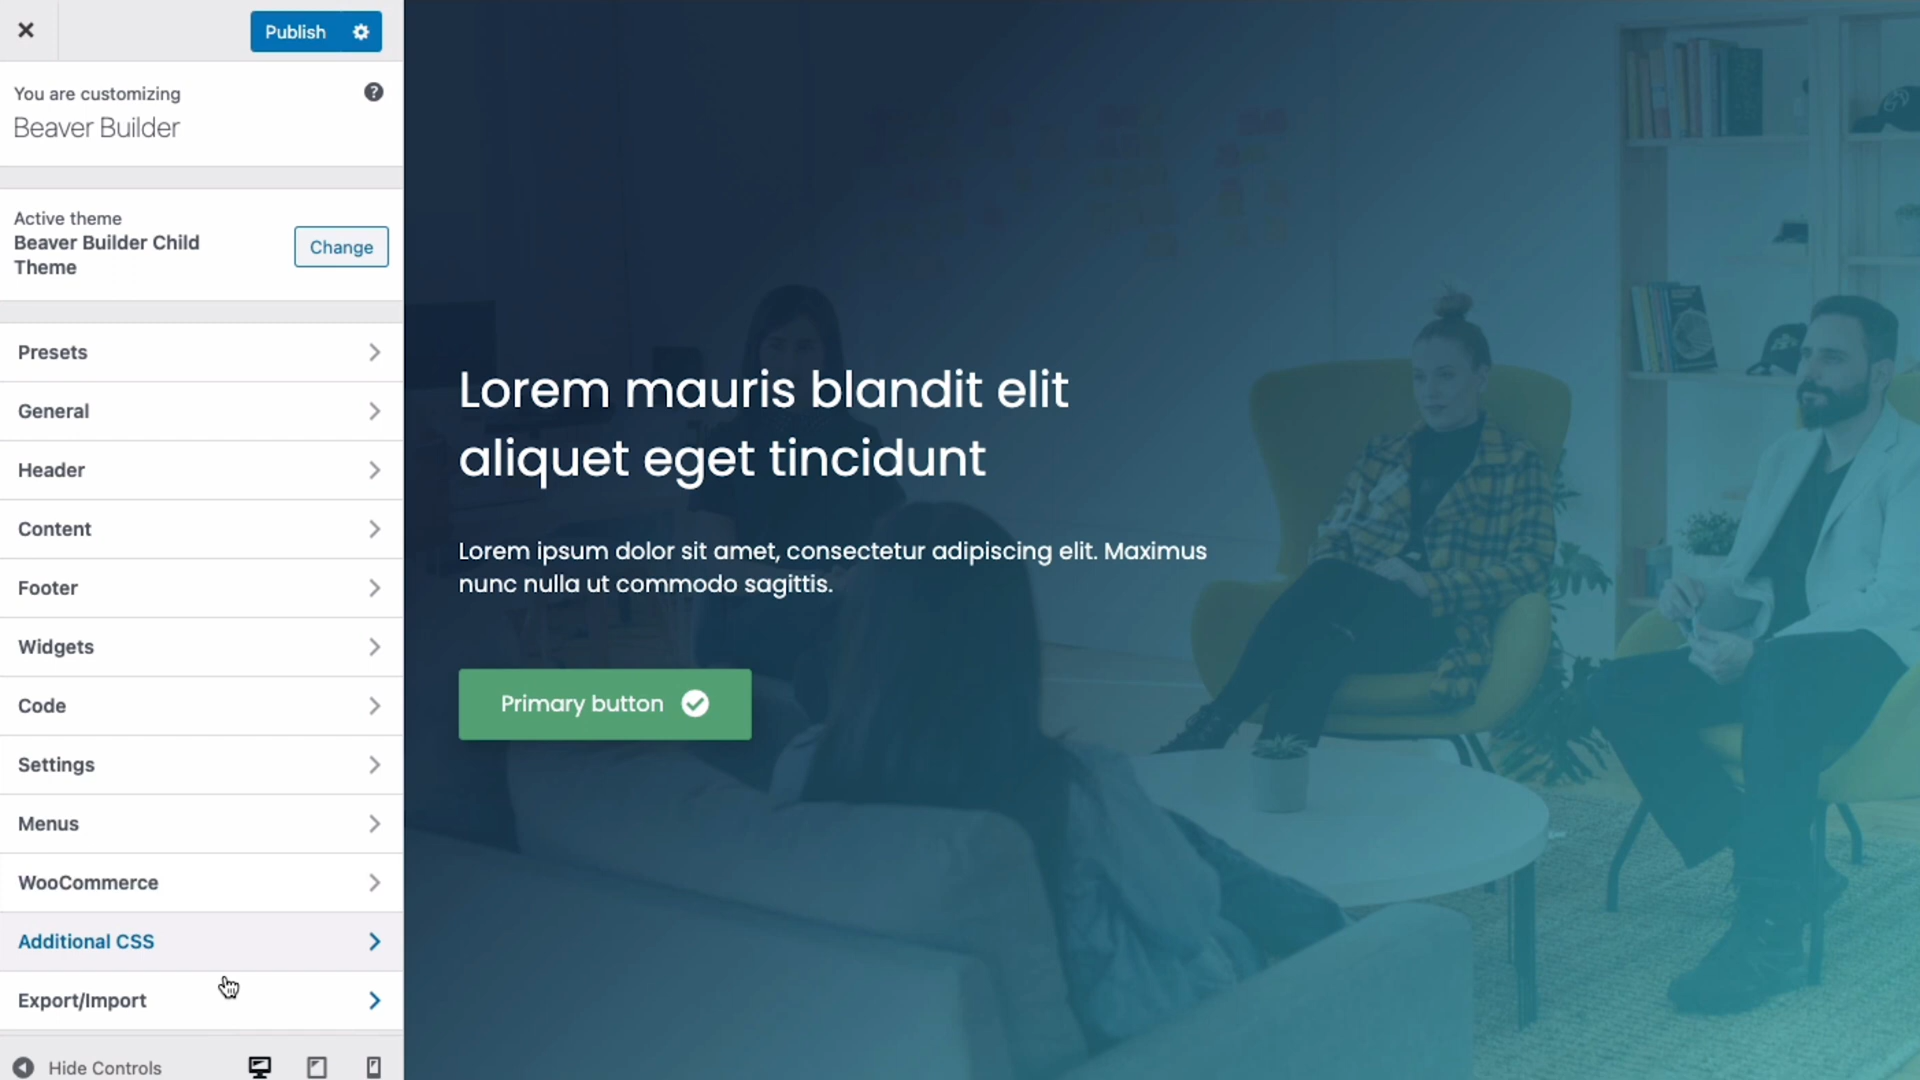 Publish
You are customizing
Beaver Builder
Active theme
Beaver Builder Child
Theme
Change
Presets
General
Header
Content
Footer
Widgets
Code
Settings
Menus
WooCommerce
Additional CSS
Export/Import
Hide Controls
Lorem mauris blandit elit
aliquet eget tincidunt
Lorem ipsum dolor sit amet, consectetur adipiscing elit. Maximus
nunc nulla ut commodo sagittis.
Primary button